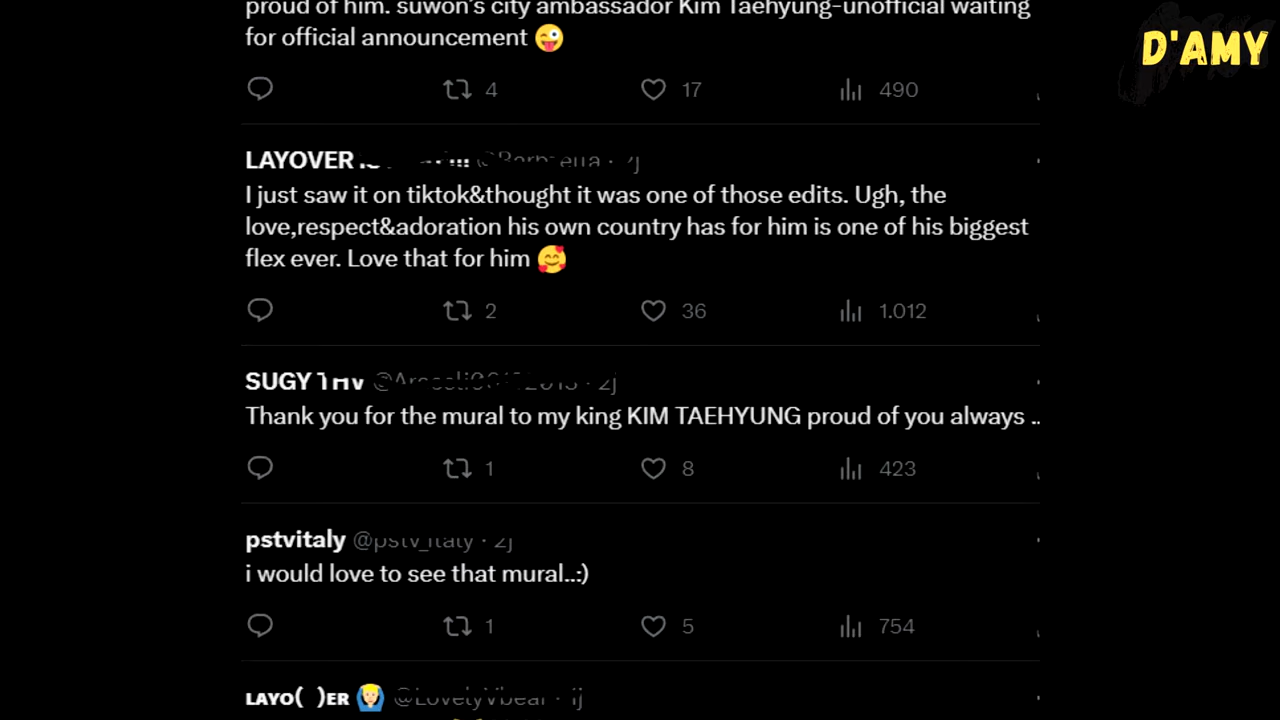 proud of him. suwon's city ambassador Kim Taehyung-unofficial waiting
D'AMY
for official announcement 😜
4 17 490
LAYOVER
I just saw it on tiktok&thought it was one of those edits. Ugh, the
love,respect&adoration his own country has for him is one of his biggest
flex ever. Love that for him 🥰
2 36 1.012
SUGY
Thank you for the mural to my king KIM TAEHYUNG proud of you always ..
1 8 423
pstvitaly @pstv_italy · 2j
i would love to see that mural..:)
1 5 754
LAYO( )ER 🙆🏼‍♂️ @LovelyVbear